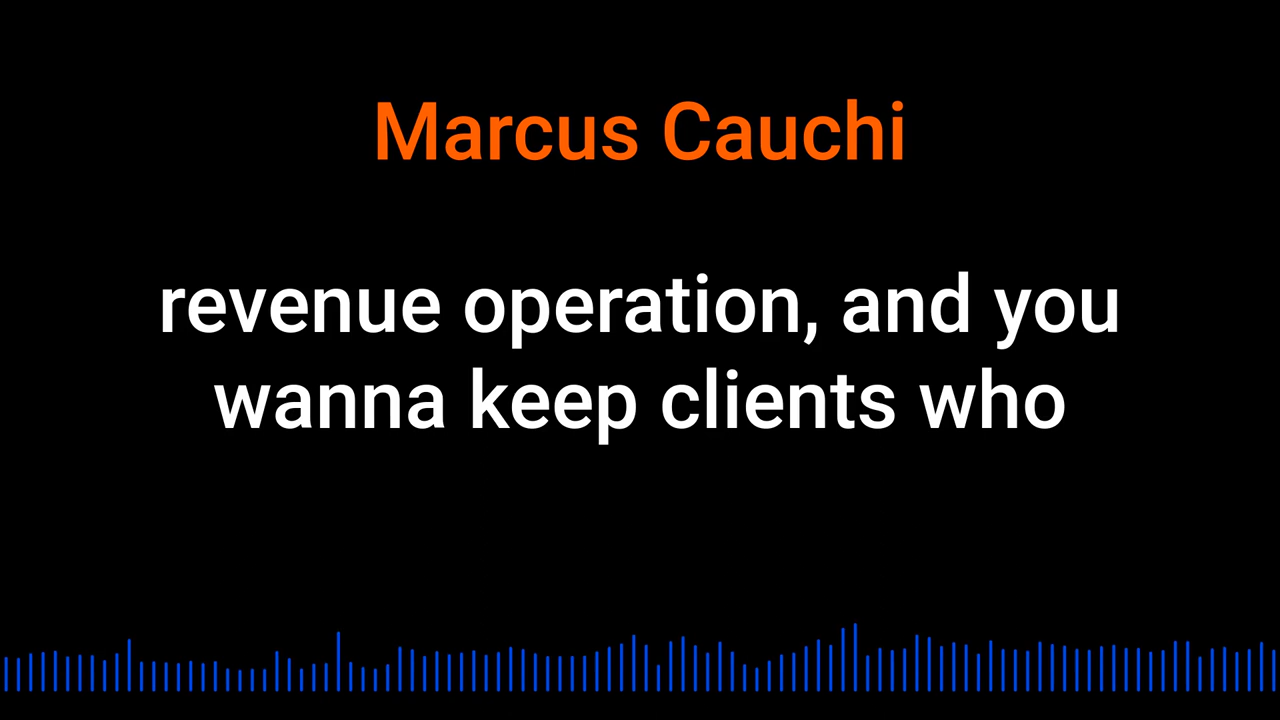 Marcus Cauchi
revenue operation, and you
wanna keep clients who